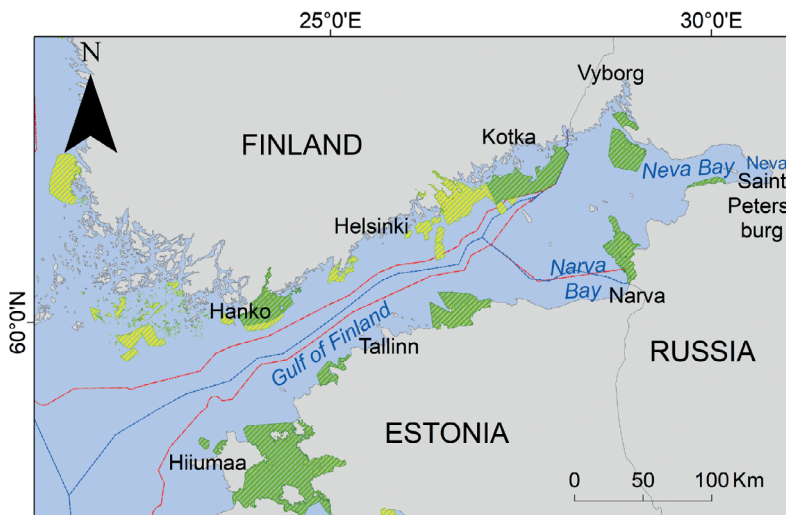 25°0'E
30°0'E
N
Vyborg
FINLAND
Kotka
Neva Bay
Neva
Saint
Peters
burg
Helsinki
Narva
Bay
Hanko
Narva
60°0'N
Gulf of Finland
Tallinn
RUSSIA
ESTONIA
Hiiumaa
0 50 100 Km